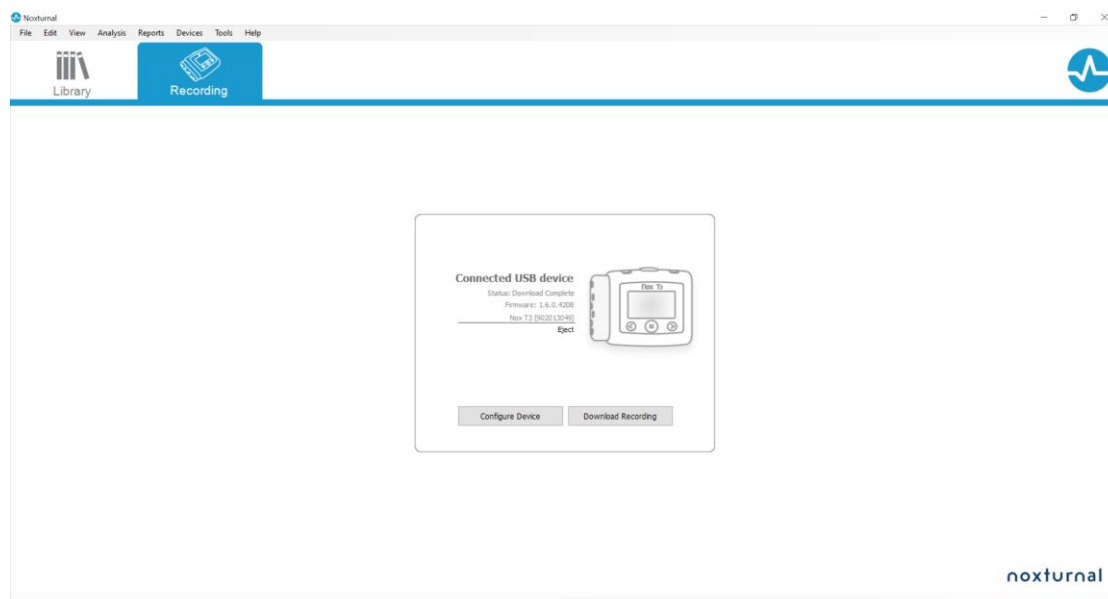 Noxturnal
File Edit View Analysis Reports Devices Tools Help
Library Recording
Connected USB device
Status: Download Complete
Firmware: 1.6.0.4208
Nox T3 [902013049]
Eject
Nox T3
Configure Device Download Recording
noxturnal